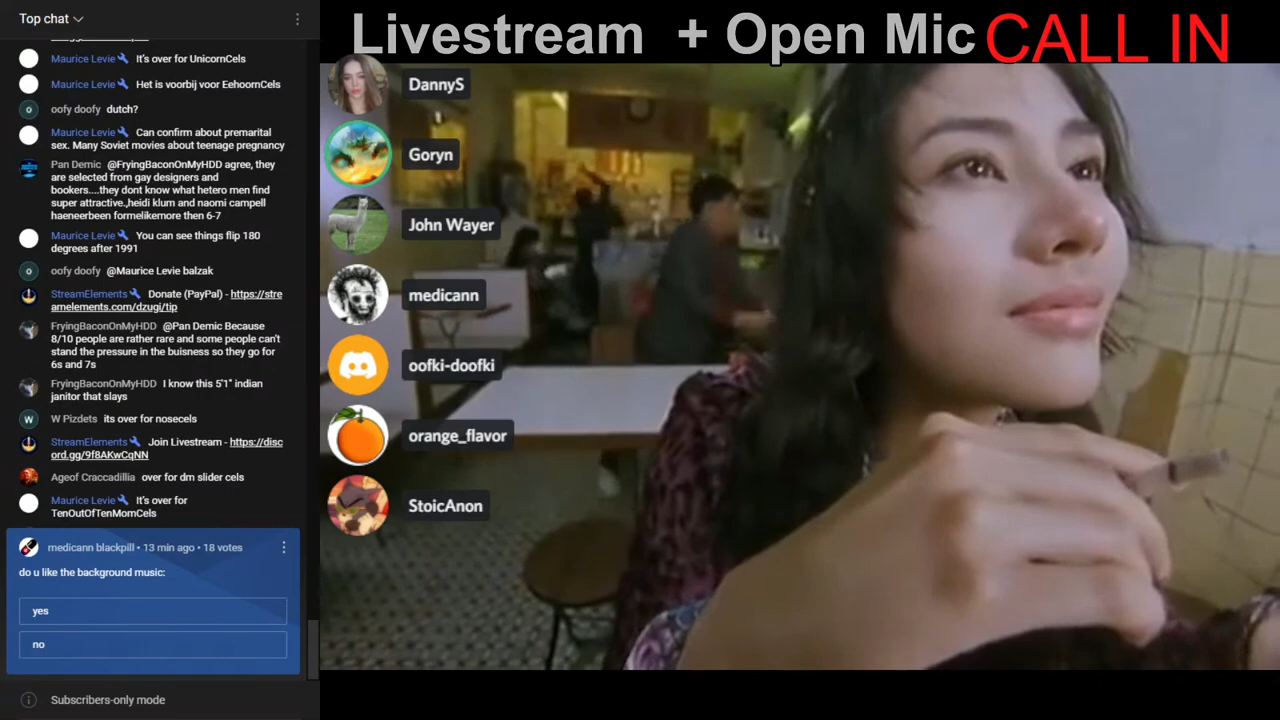 Top chat
Maurice Levie It's over for UnicornCels
Maurice Levie Het is voorbij voor EehoornCels
oofy doofy dutch?
Maurice Levie Can confirm about premarital
sex. Many Soviet movies about teenage pregnancy
Pan Demic @FryingBaconOnMyHDD agree, they
are selected from gay designers and
bookers....they dont know what hetero men find
super attractive.,heidi klum and naomi campell
haeneerbeen formelikemore then 6-7
Maurice Levie You can see things flip 180
degrees after 1991
oofy doofy @Maurice Levie balzak
StreamElements Donate (PayPal) - https://stre
amelements.com/dzugi/tip
FryingBaconOnMyHDD @Pan Demic Because
8/10 people are rather rare and some people can't
stand the pressure in the buisness so they go for
6s and 7s
FryingBaconOnMyHDD I know this 5'1" indian
janitor that slays
W W Pizdets its over for nosecels
StreamElements Join Livestream - https://disc
ord.gg/9f8AKwCqNN
Ageof Craccadillia over for dm slider cels
Maurice Levie It's over for
TenOutOfTenMomCels
medicann blackpill • 13 min ago • 18 votes
do u like the background music:
yes
no
Subscribers-only mode
Livestream + Open Mic CALL IN
DannyS
Goryn
John Wayer
medicann
oofki-doofki
orange_flavor
StoicAnon